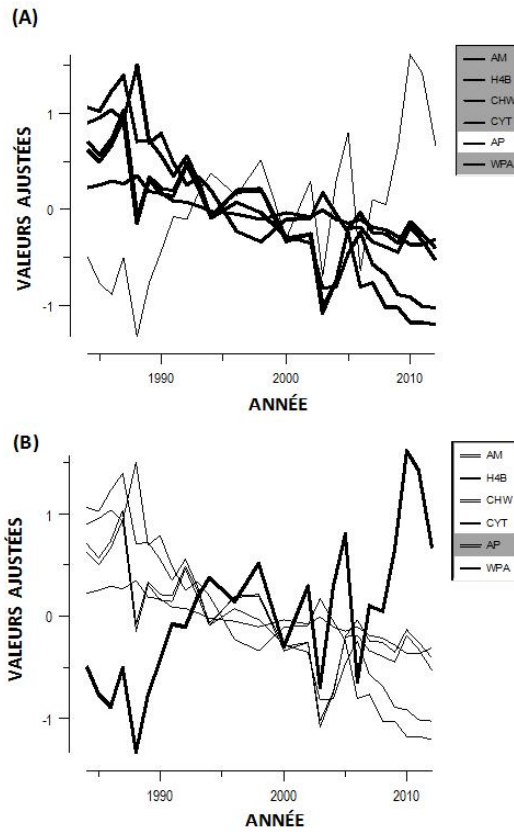 (A)
VALEURS AJUSTÉES
1
0
-1
1990
2000
2010
ANNÉE
AM
H4B
CHW
CYT
AP
WPA
(B)
VALEURS AJUSTÉES
1
0
-1
1990
2000
2010
ANNÉE
AM
H4B
CHW
CYT
AP
WPA